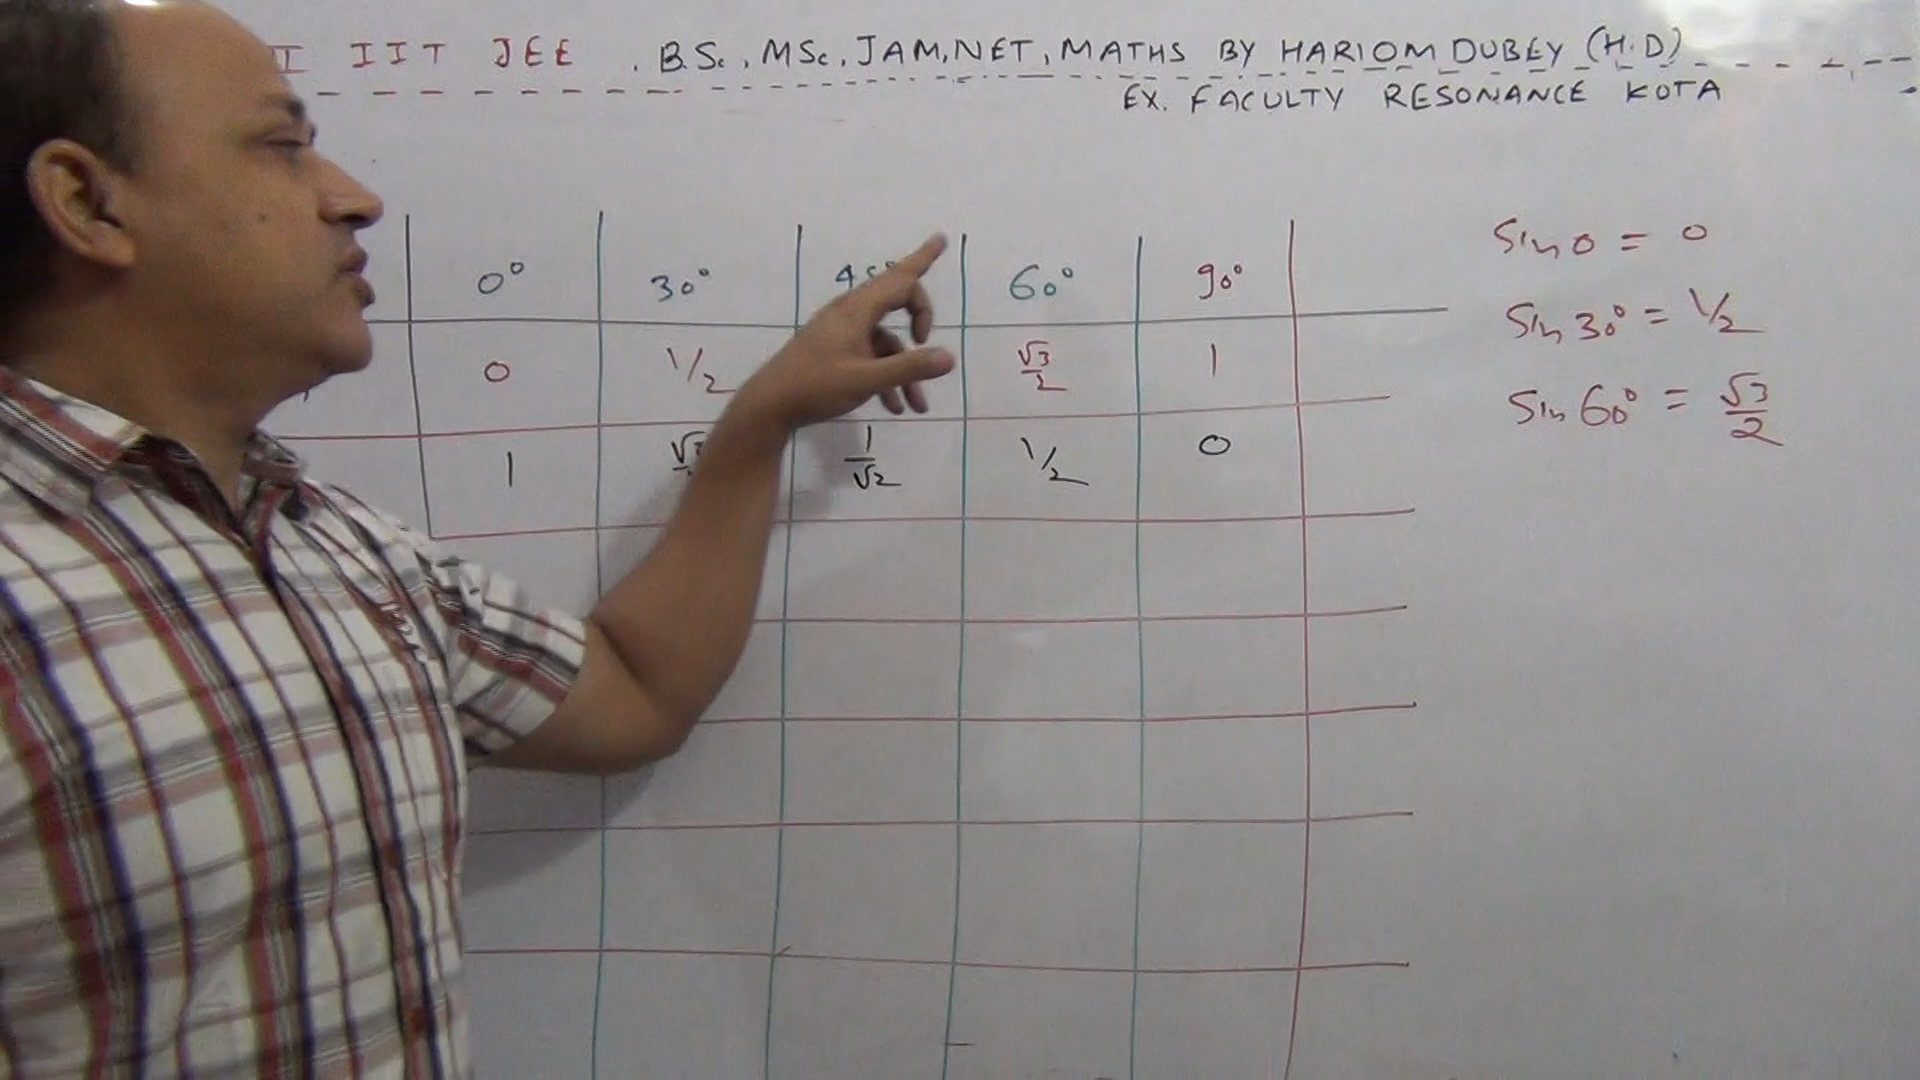 I IIT JEE . B.Sc, MSc, JAM, NET, MATHS BY HARIOM DUBEY (H.D)
EX. FACULTY RESONANCE KOTA
0° 30° 45° 60° 90°
0 1/2 √3/2 1
1 1/√2 1/2 0
Sin 0 = 0
Sin 30° = 1/2
Sin 60° = √3/2